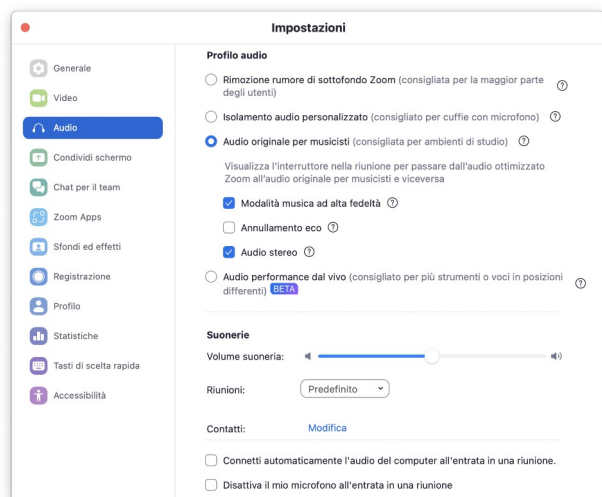 Impostazioni
Generale
Video
Audio
Condividi schermo
Chat per il team
Zoom Apps
Sfondi ed effetti
Registrazione
Profilo
Statistiche
Tasti di scelta rapida
Accessibilità
Profilo audio
Rimozione rumore di sottofondo Zoom (consigliata per la maggior parte
degli utenti)
Isolamento audio personalizzato (consigliato per cuffie con microfono)
Audio originale per musicisti (consigliata per ambienti di studio)
Visualizza l'interruttore nella riunione per passare dall'audio ottimizzato
Zoom all'audio originale per musicisti e viceversa
Modalità musica ad alta fedeltà
Annullamento eco
Audio stereo
Audio performance dal vivo (consigliato per più strumenti o voci in posizioni
differenti) BETA
Suonerie
Volume suoneria:
Riunioni: Predefinito
Contatti: Modifica
Connetti automaticamente l'audio del computer all'entrata in una riunione.
Disattiva il mio microfono all'entrata in una riunione